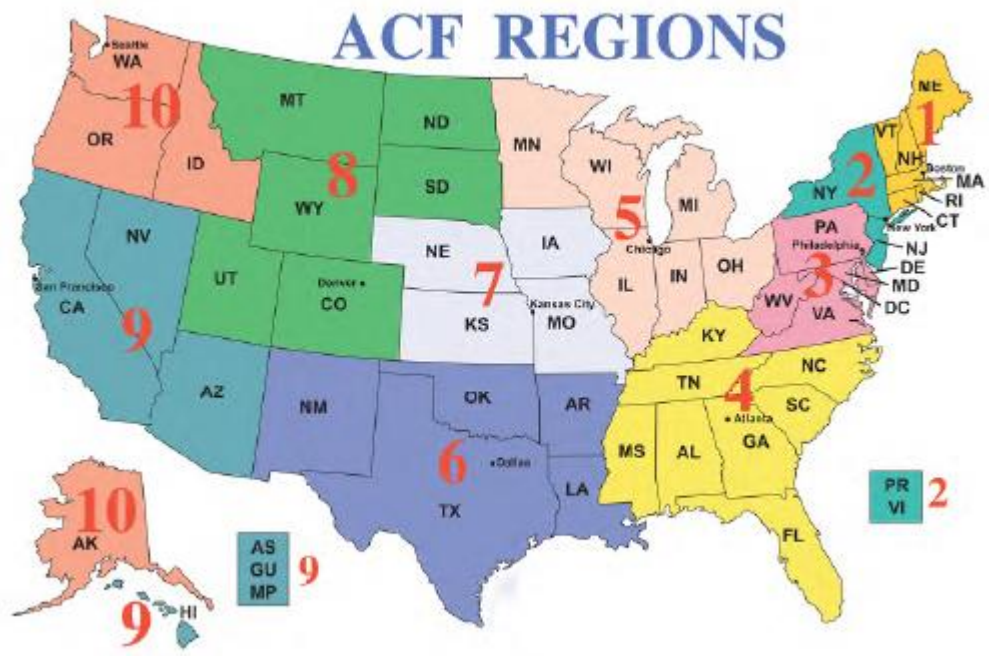 ACF REGIONS
Seattle
WA
10
OR
ID
MT
ND
8
SD
WY
MN
WI
5
MI
Chicago
ME
VT
1
NH
Boston
MA
RI
CT
2
NY
New York
PA
Philadelphia
NJ
3
DE
MD
DC
WV
VA
NV
San Francisco
CA
9
UT
Denver
CO
NE
IA
7
KS
Kansas City
MO
IL
IN
OH
KY
AZ
NM
OK
AR
TN
NC
4
SC
Atlanta
MS
AL
GA
6
Dallas
TX
LA
FL
PR
VI
2
10
AK
AS
GU
MP
9
HI
9